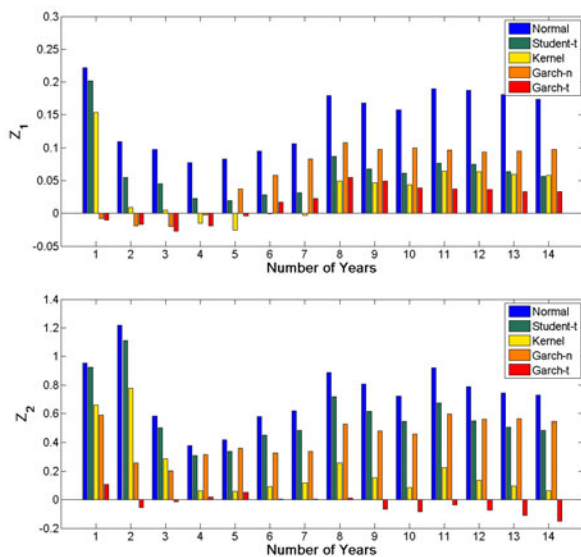 0.3
0.25
0.2
0.15
0.1
0.05
0
-0.05
Z1
Normal
Student-t
Kernel
Garch-n
Garch-t
1 2 3 4 5 6 7 8 9 10 11 12 13 14
Number of Years
1.4
1.2
1
0.8
0.6
0.4
0.2
0
-0.2
Z2
Normal
Student-t
Kernel
Garch-n
Garch-t
1 2 3 4 5 6 7 8 9 10 11 12 13 14
Number of Years